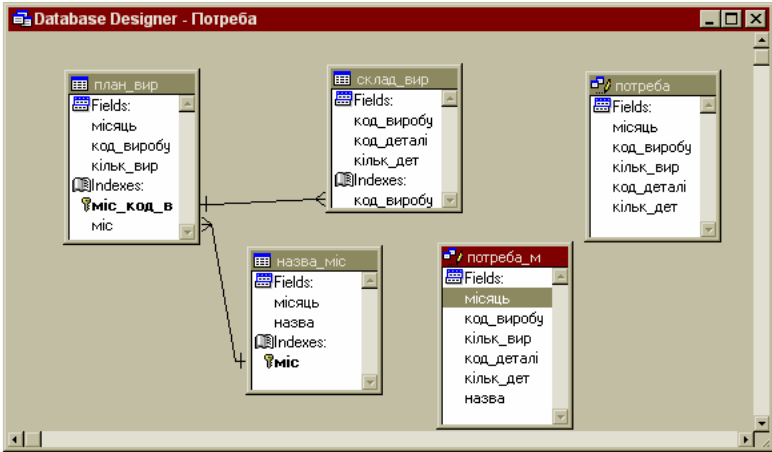 Database Designer - Потреба
план_вир
Fields:
місяць
код_виробу
кільк_вир
Indexes:
міс_код_в
міс
склад_вир
Fields:
код_виробу
код_деталі
кільк_дет
Indexes:
код_виробу
потреба
Fields:
місяць
код_виробу
кільк_вир
код_деталі
кільк_дет
назва_міс
Fields:
місяць
назва
Indexes:
міс
потреба_м
Fields:
місяць
код_виробу
кільк_вир
код_деталі
кільк_дет
назва